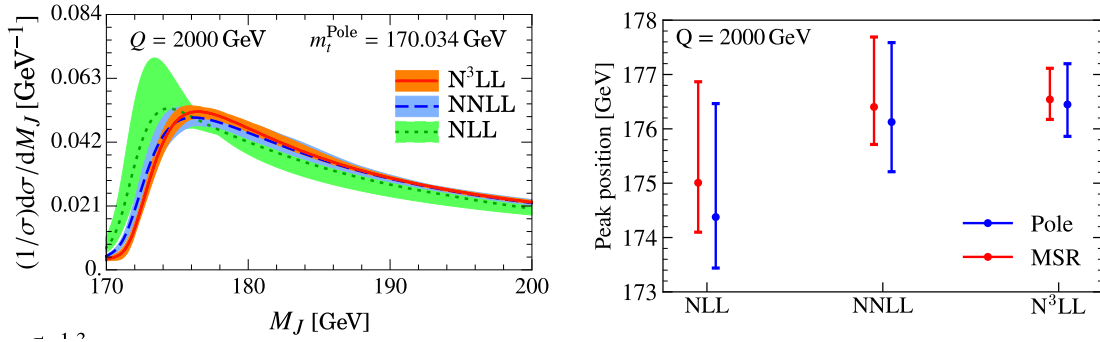 0.084
0.063
0.042
0.021
0.
(1/σ)dσ/dM_J [GeV⁻¹]
Q = 2000 GeV
m_t^Pole = 170.034 GeV
N³LL
NNLL
NLL
170
180
190
200
M_J [GeV]
178
177
176
175
174
173
Peak position [GeV]
Q = 2000 GeV
Pole
MSR
NLL
NNLL
N³LL